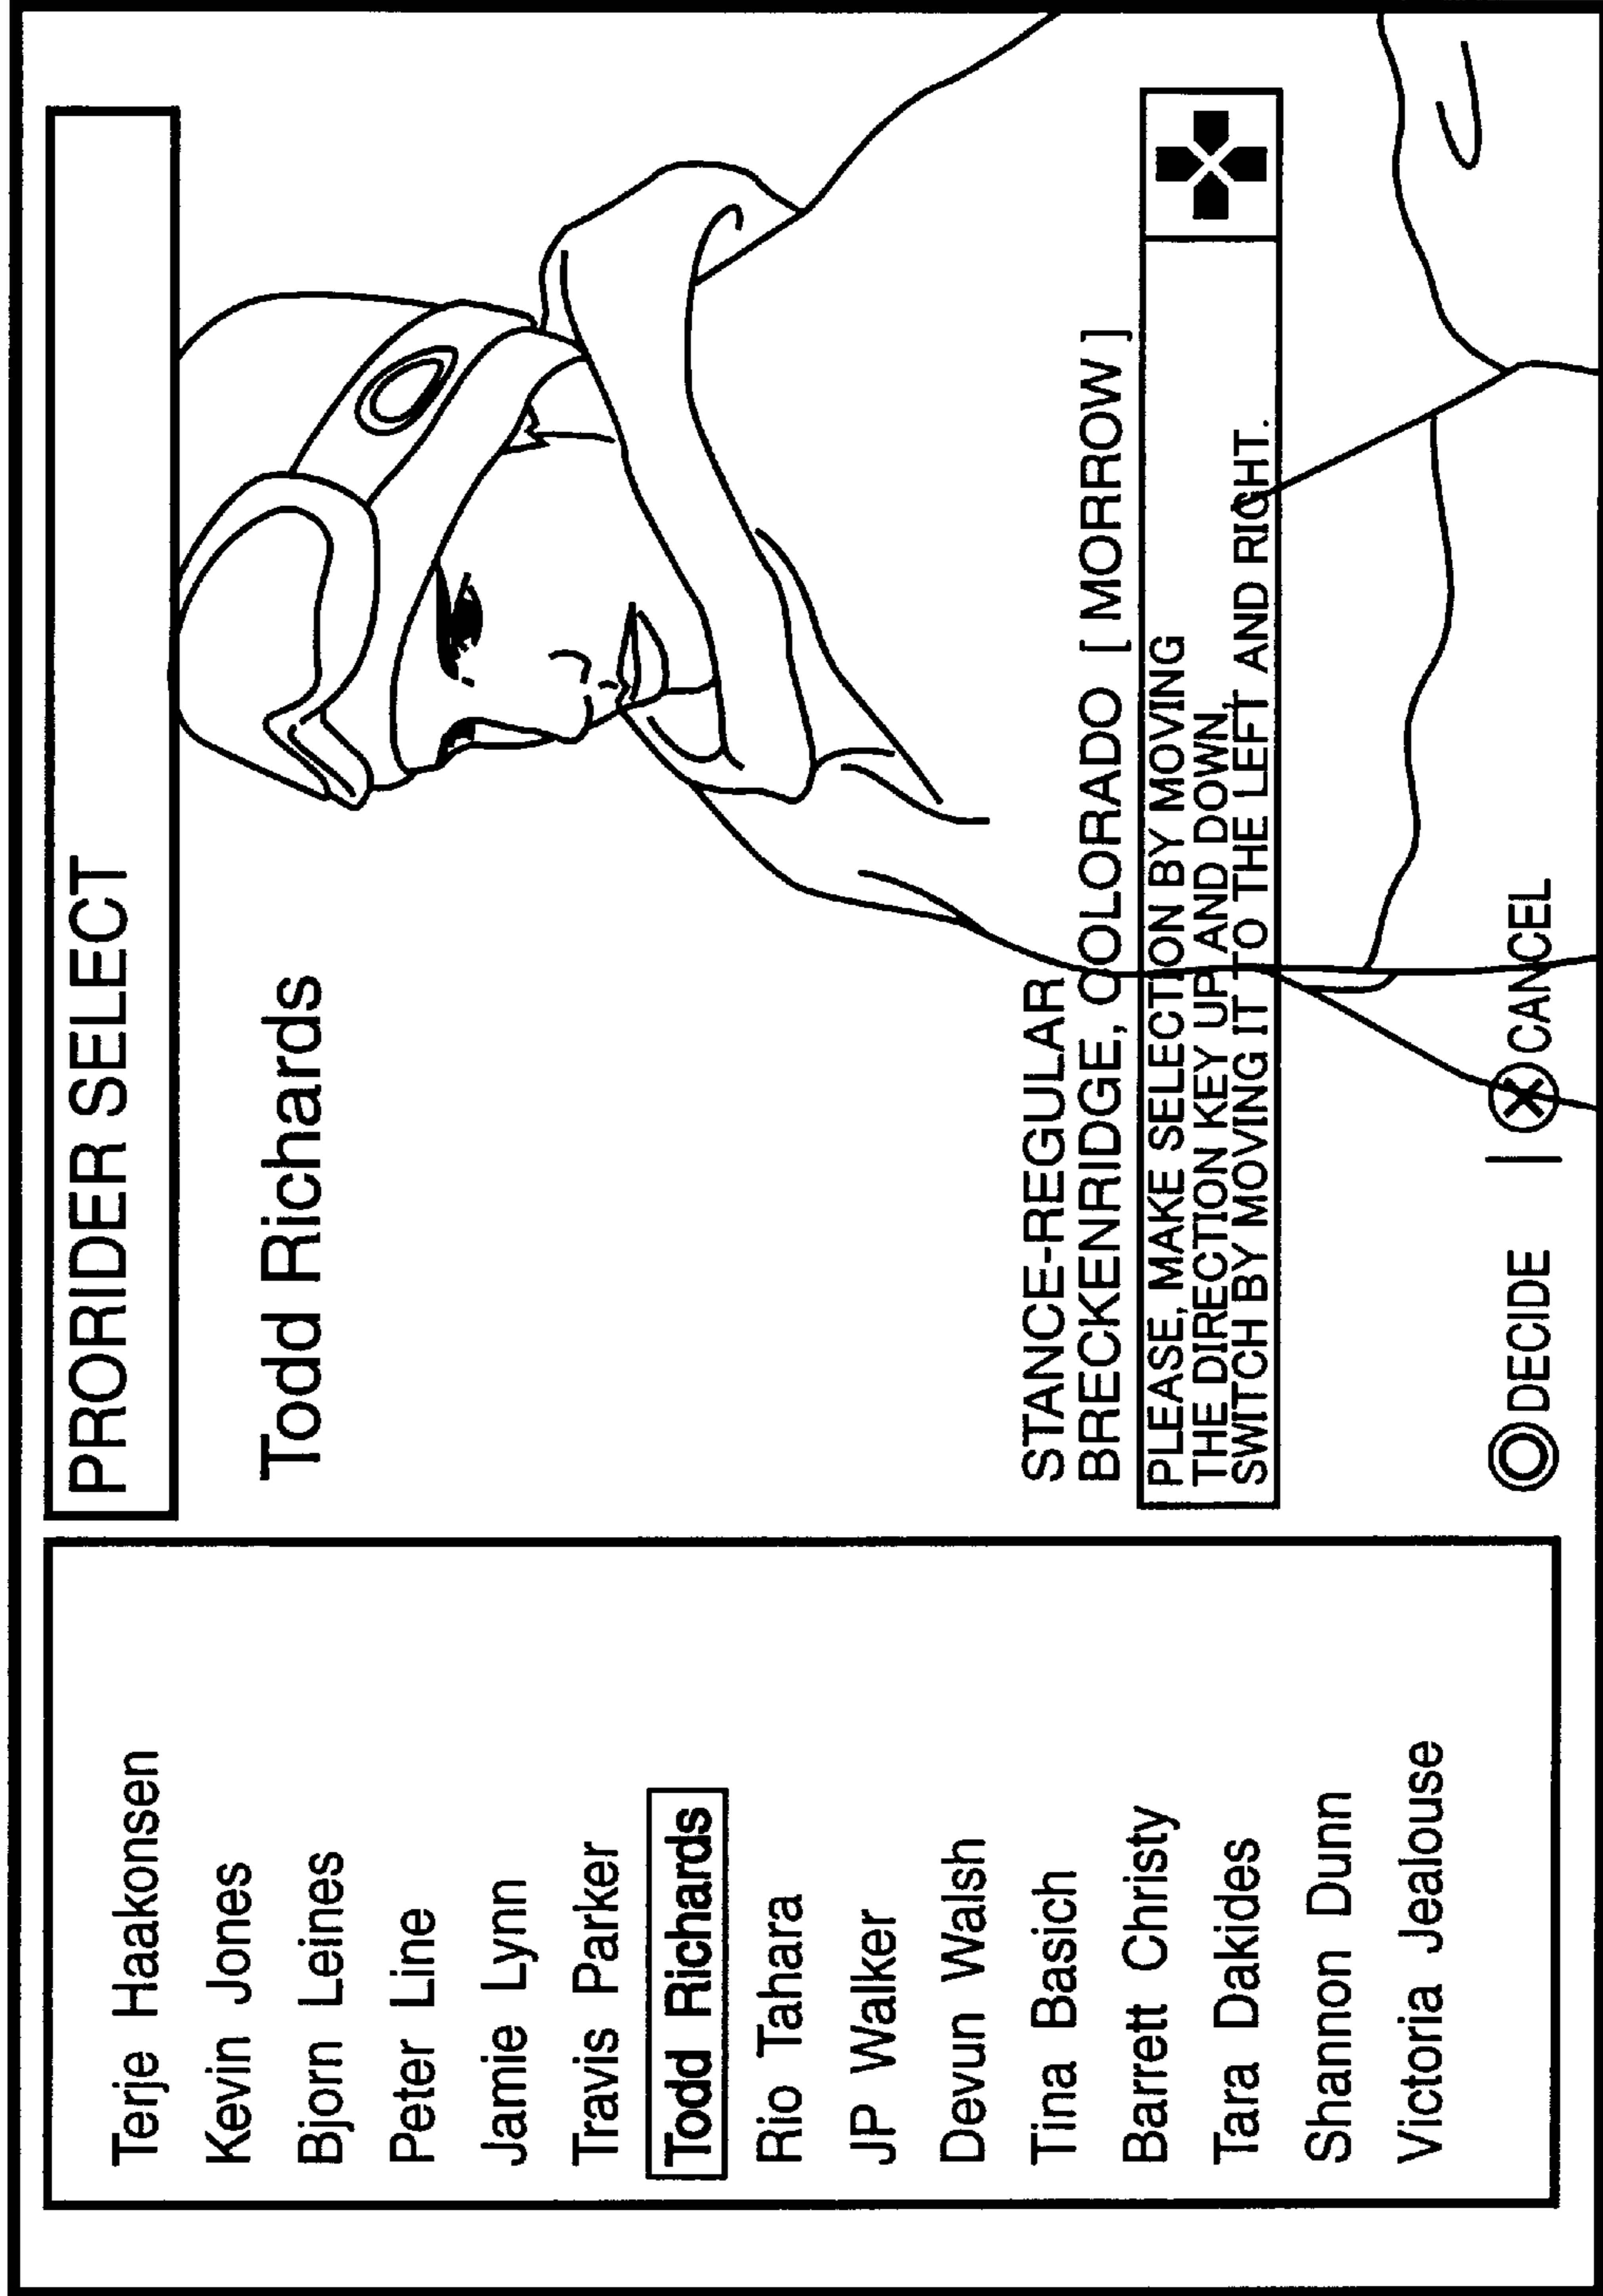 Terje Haakonsen
Kevin Jones
Bjorn Leines
Peter Line
Jamie Lynn
Travis Parker
Todd Richards
Rio Tahara
JP Walker
Devun Walsh
Tina Basich
Barrett Christy
Tara Dakides
Shannon Dunn
Victoria Jealouse
PRORIDER SELECT
Todd Richards
STANCE-REGULAR
BRECKENRIDGE, COLORADO [ MORROW ]
PLEASE, MAKE SELECTION BY MOVING
THE DIRECTION KEY UP AND DOWN,
SWITCH BY MOVING IT TO THE LEFT AND RIGHT.
DECIDE | CANCEL